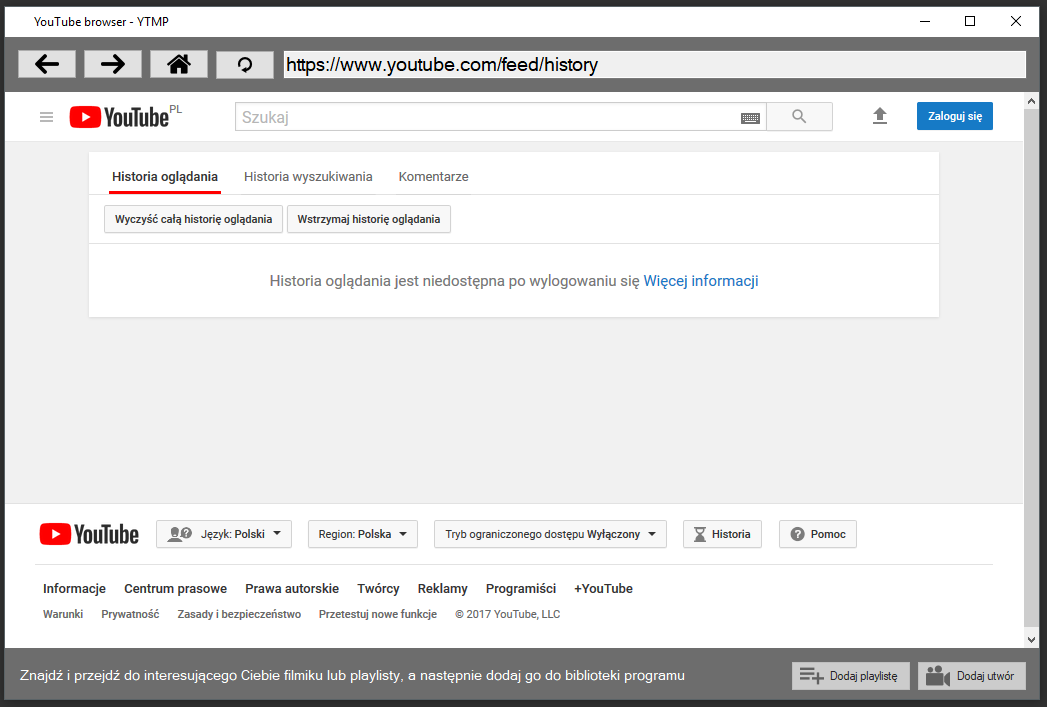 YouTube browser - YTMP
https://www.youtube.com/feed/history
YouTube PL Szukaj Zaloguj się
Historia oglądania Historia wyszukiwania Komentarze
Wyczyść całą historię oglądania Wstrzymaj historię oglądania
Historia oglądania jest niedostępna po wylogowaniu się Więcej informacji
YouTube Język: Polski Region: Polska Tryb ograniczonego dostępu Wyłączony Historia Pomoc
Informacje Centrum prasowe Prawa autorskie Twórcy Reklamy Programiści +YouTube
Warunki Prywatność Zasady i bezpieczeństwo Przetestuj nowe funkcje © 2017 YouTube, LLC
Znajdź i przejdź do interesującego Ciebie filmiku lub playlisty, a następnie dodaj go do biblioteki programu Dodaj playlistę Dodaj utwór